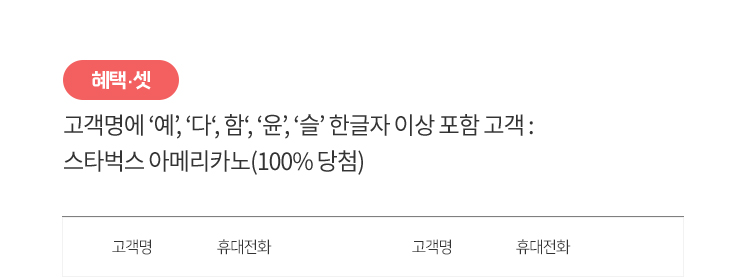 혜택·셋
고객명에 ‘예’, ‘다‘, 함‘, ‘윤’, ‘슬’ 한글자 이상 포함 고객 :
스타벅스 아메리카노(100% 당첨)
고객명 휴대전화 고객명 휴대전화